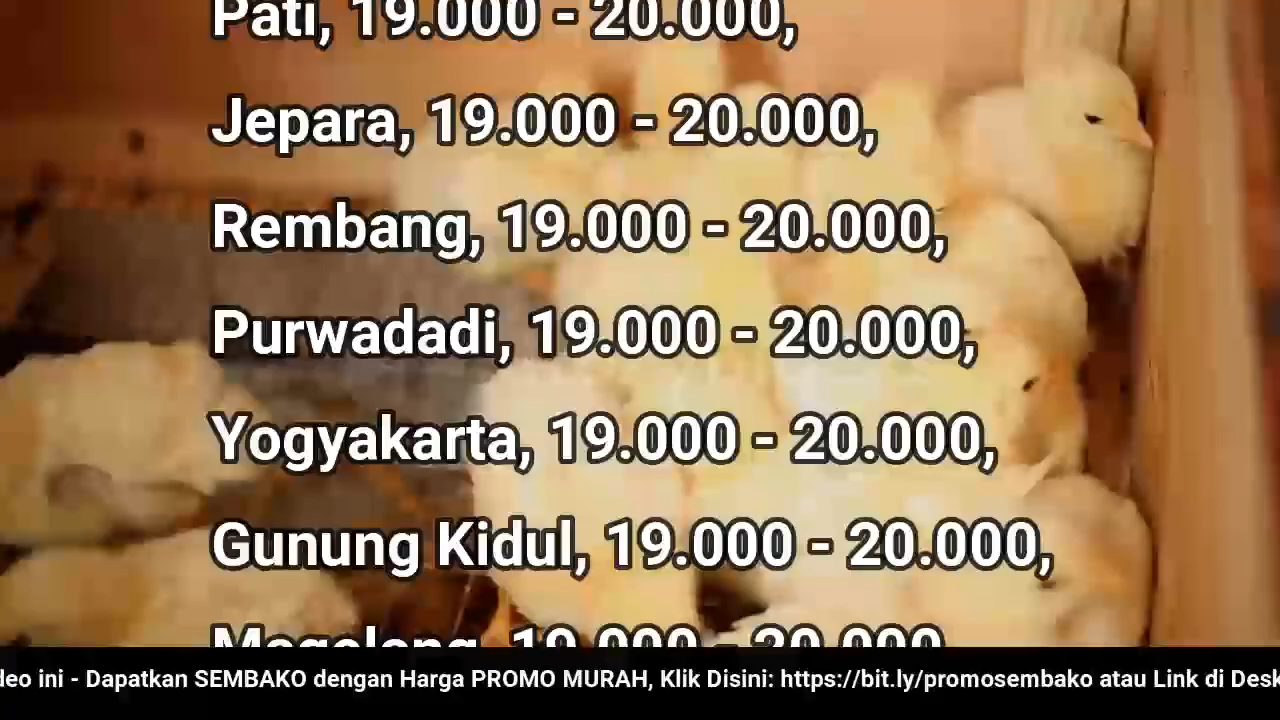 Pati, 19.000 - 20.000,
Jepara, 19.000 - 20.000,
Rembang, 19.000 - 20.000,
Purwadadi, 19.000 - 20.000,
Yogyakarta, 19.000 - 20.000,
Gunung Kidul, 19.000 - 20.000,
Magelang, 19.000 - 20.000,
deo ini - Dapatkan SEMBAKO dengan Harga PROMO MURAH, Klik Disini: https://bit.ly/promosembako atau Link di Desk